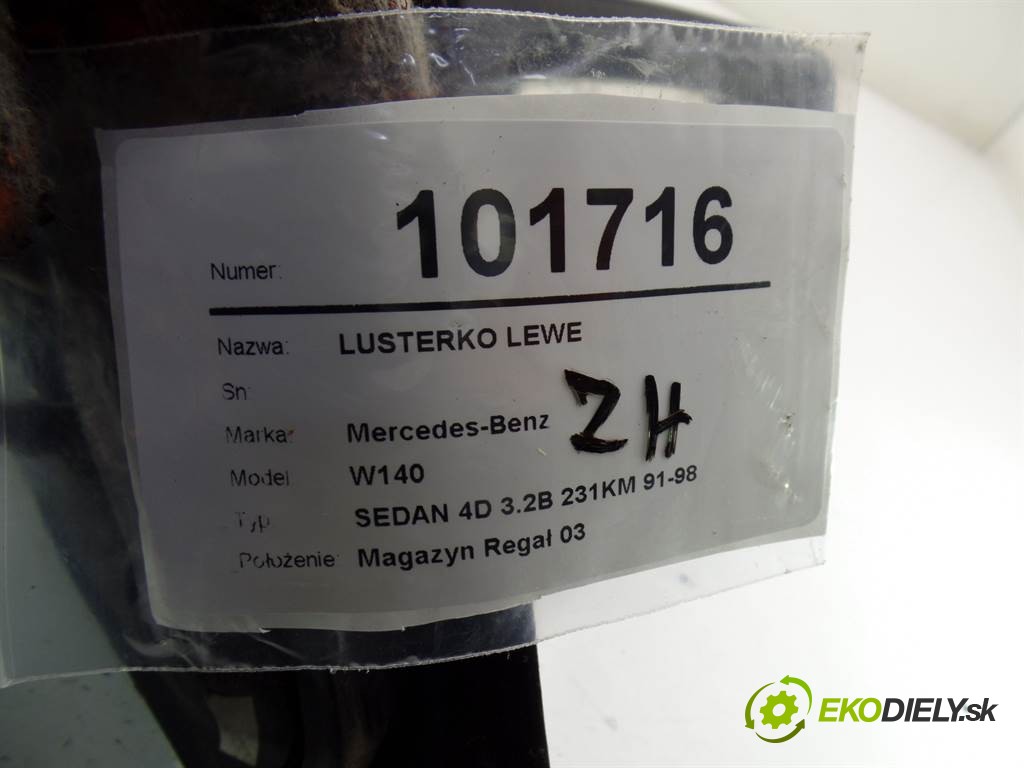 Numer: 101716
Nazwa: LUSTERKO LEWE
Sn:
Marka: Mercedes-Benz
ZH
Model: W140
Typ: SEDAN 4D 3.2B 231KM 91-98
Położenie: Magazyn Regał 03
EKODIELY.sk